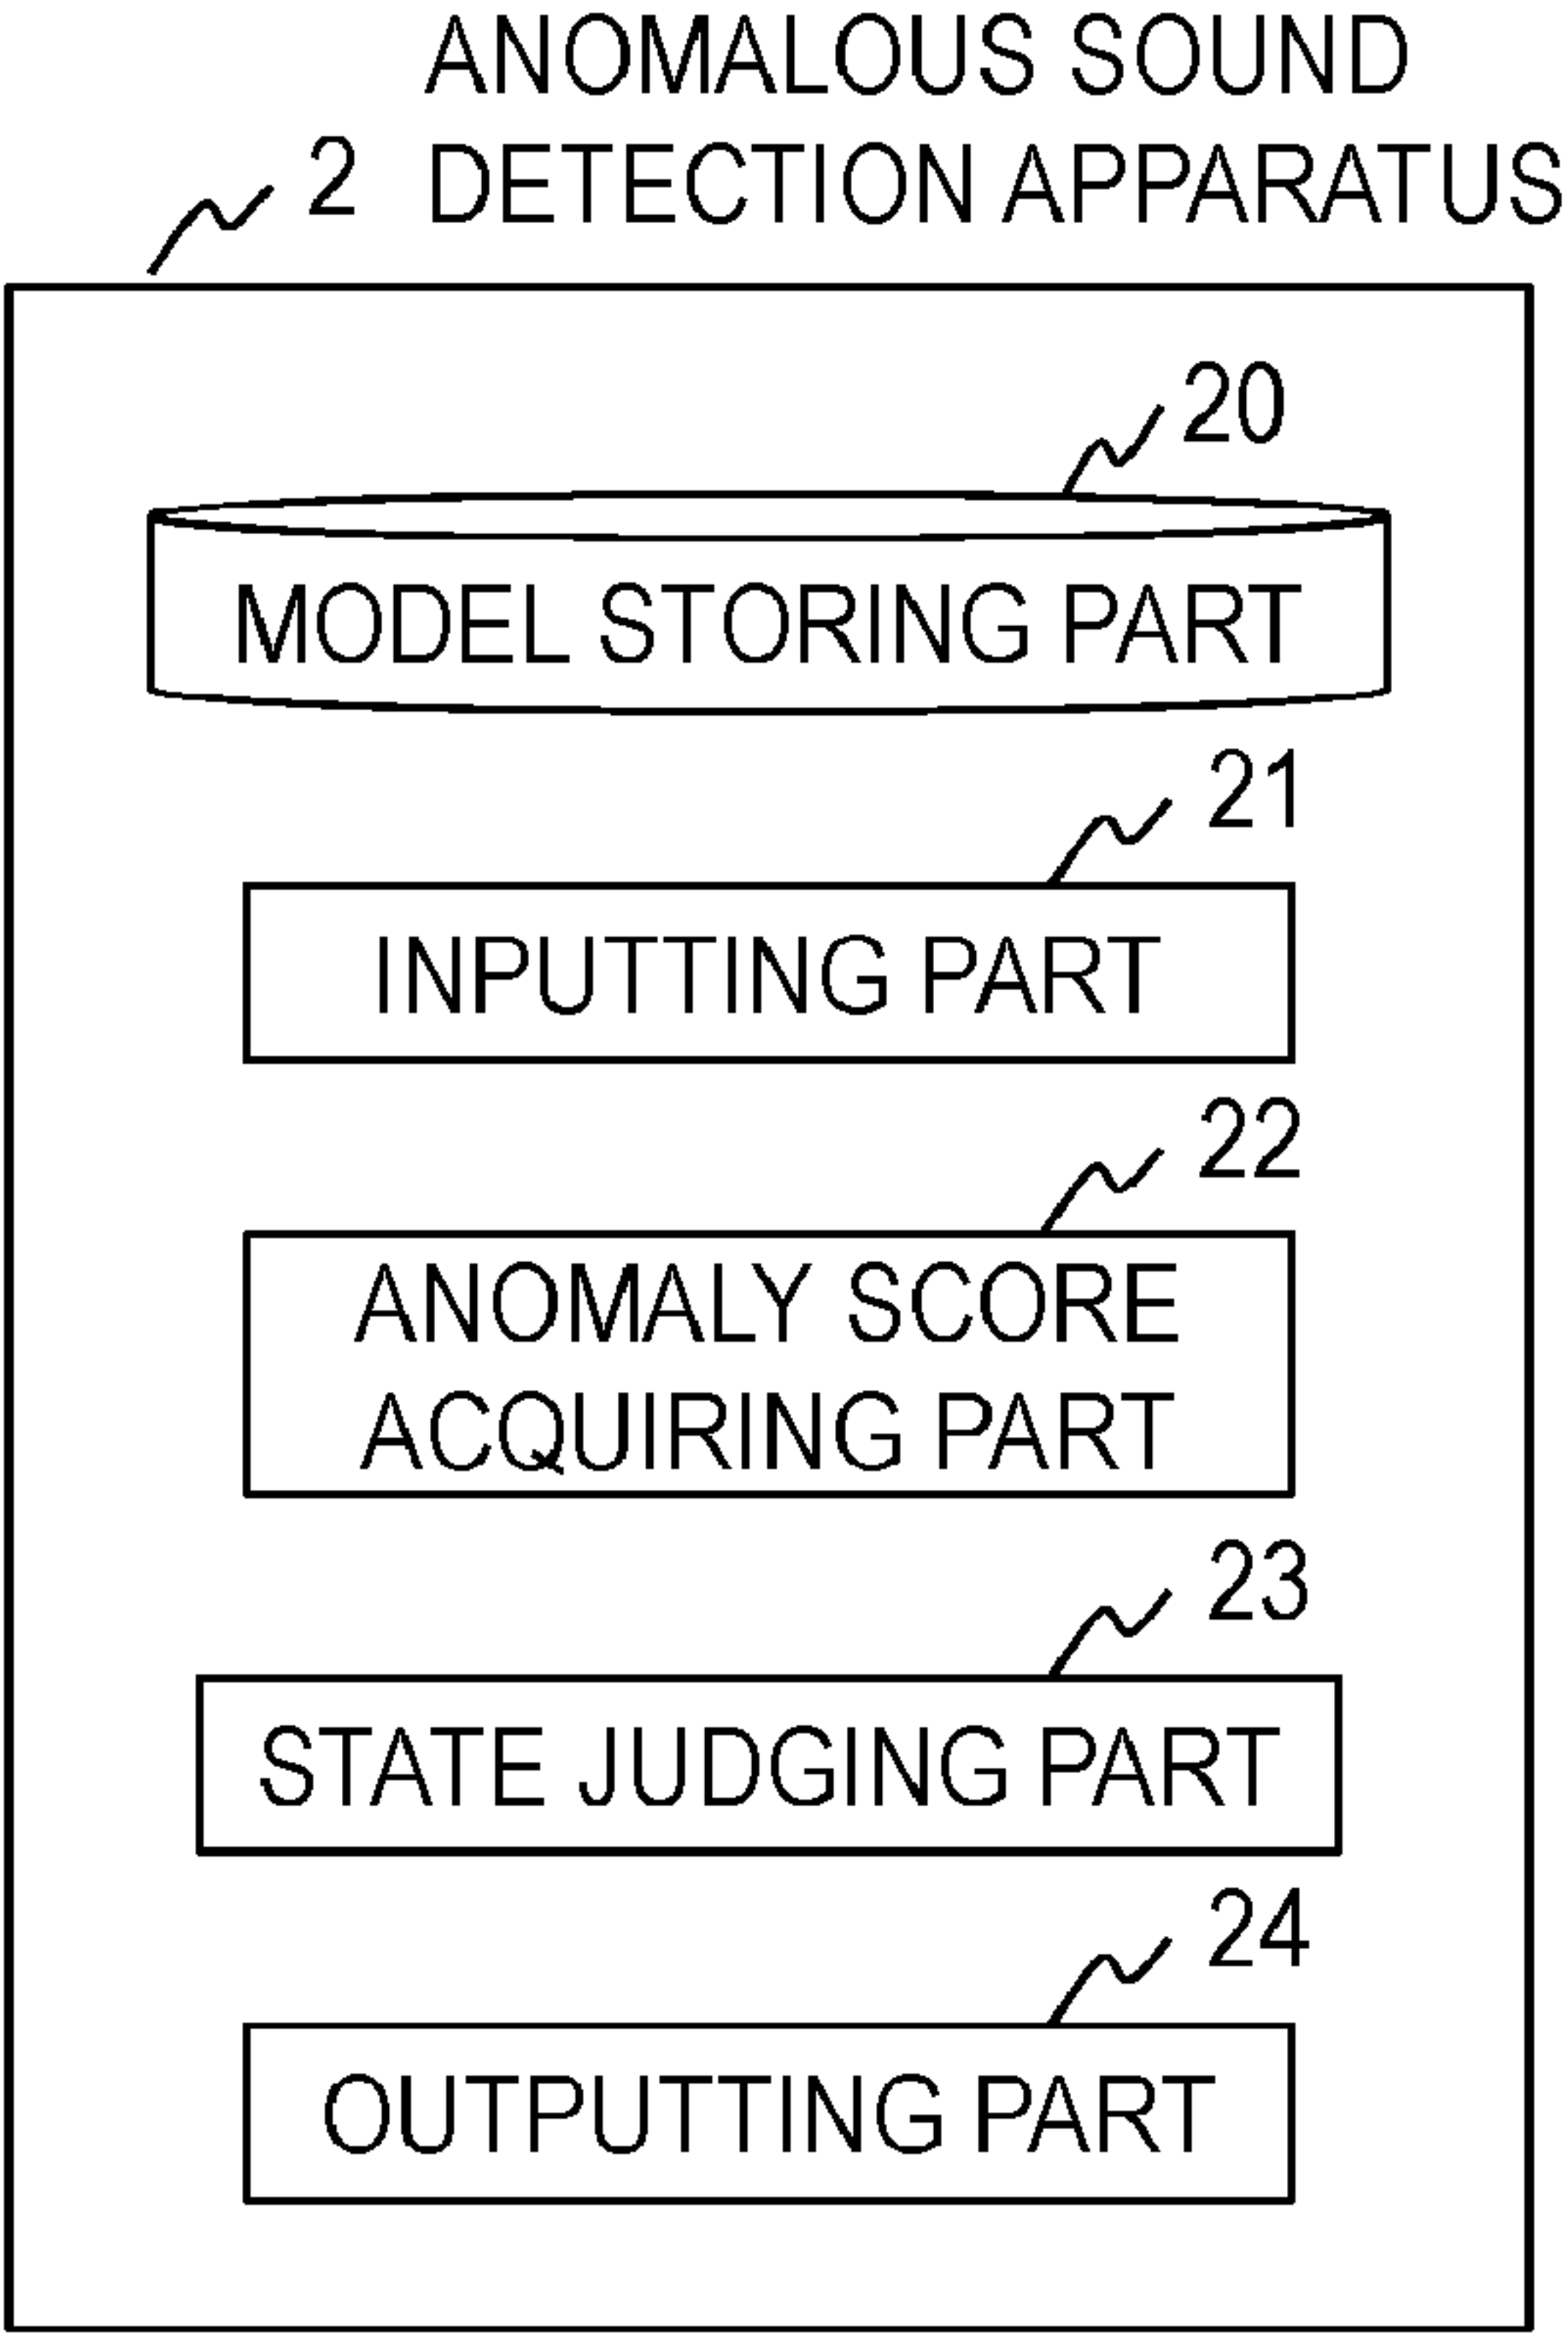 ANOMALOUS SOUND
2 DETECTION APPARATUS
20
MODEL STORING PART
21
INPUTTING PART
22
ANOMALY SCORE
ACQUIRING PART
23
STATE JUDGING PART
24
OUTPUTTING PART